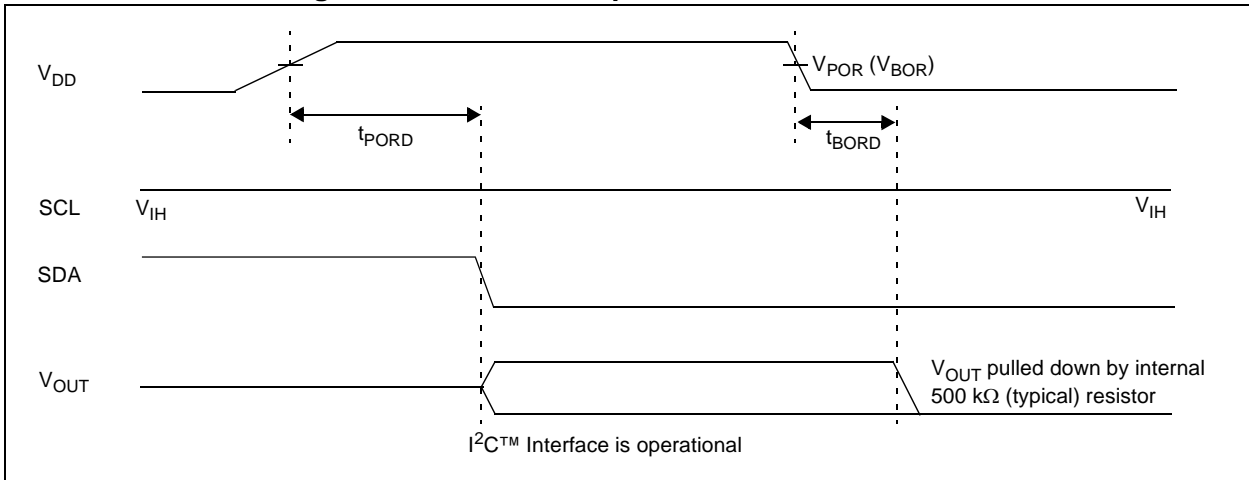 V_DD
V_POR (V_BOR)
t_PORD
t_BORD
SCL
V_IH
V_IH
SDA
V_OUT
V_OUT pulled down by internal
500 kΩ (typical) resistor
I²C™ Interface is operational